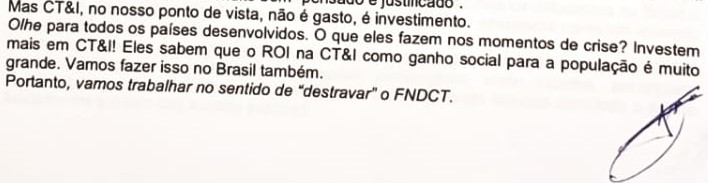 pensado e justificado".
Mas CT&I, no nosso ponto de vista, não é gasto, é investimento.
Olhe para todos os países desenvolvidos. O que eles fazem nos momentos de crise? Investem
mais em CT&I! Eles sabem que o ROI na CT&I como ganho social para a população é muito
grande. Vamos fazer isso no Brasil também.
Portanto, vamos trabalhar no sentido de "destravar" o FNDCT.